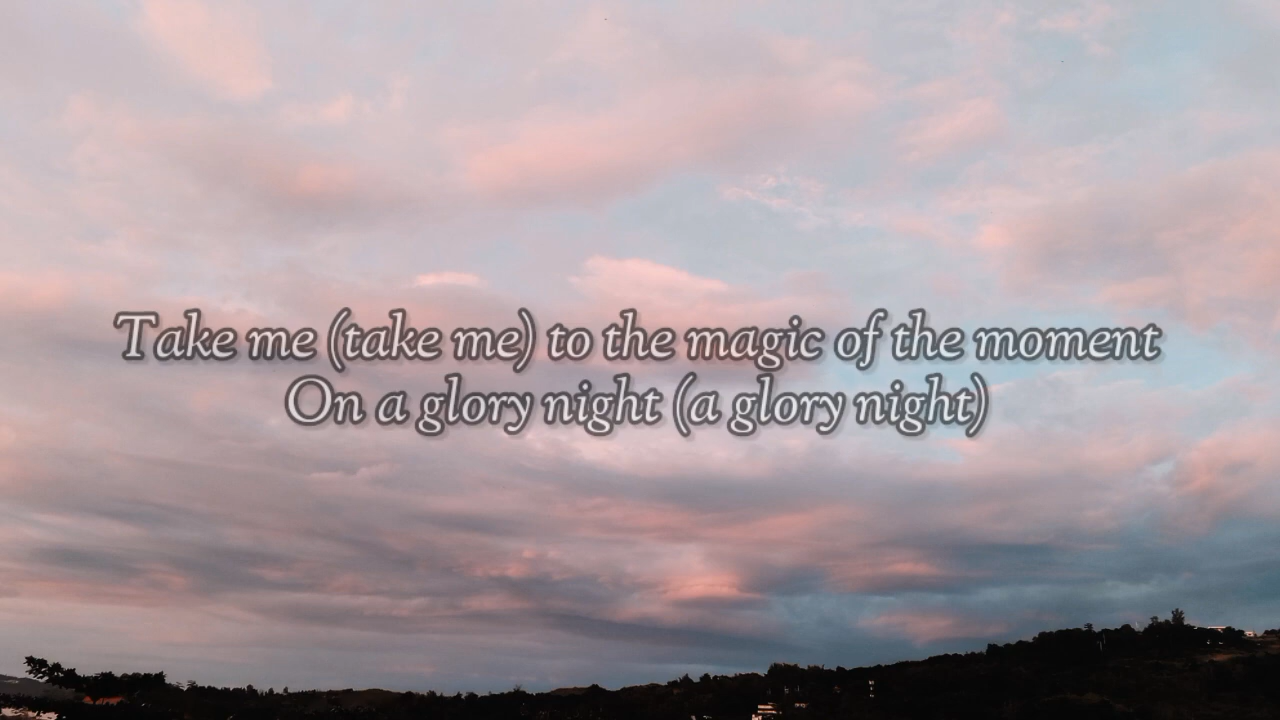 Take me (take me) to the magic of the moment
On a glory night (a glory night)